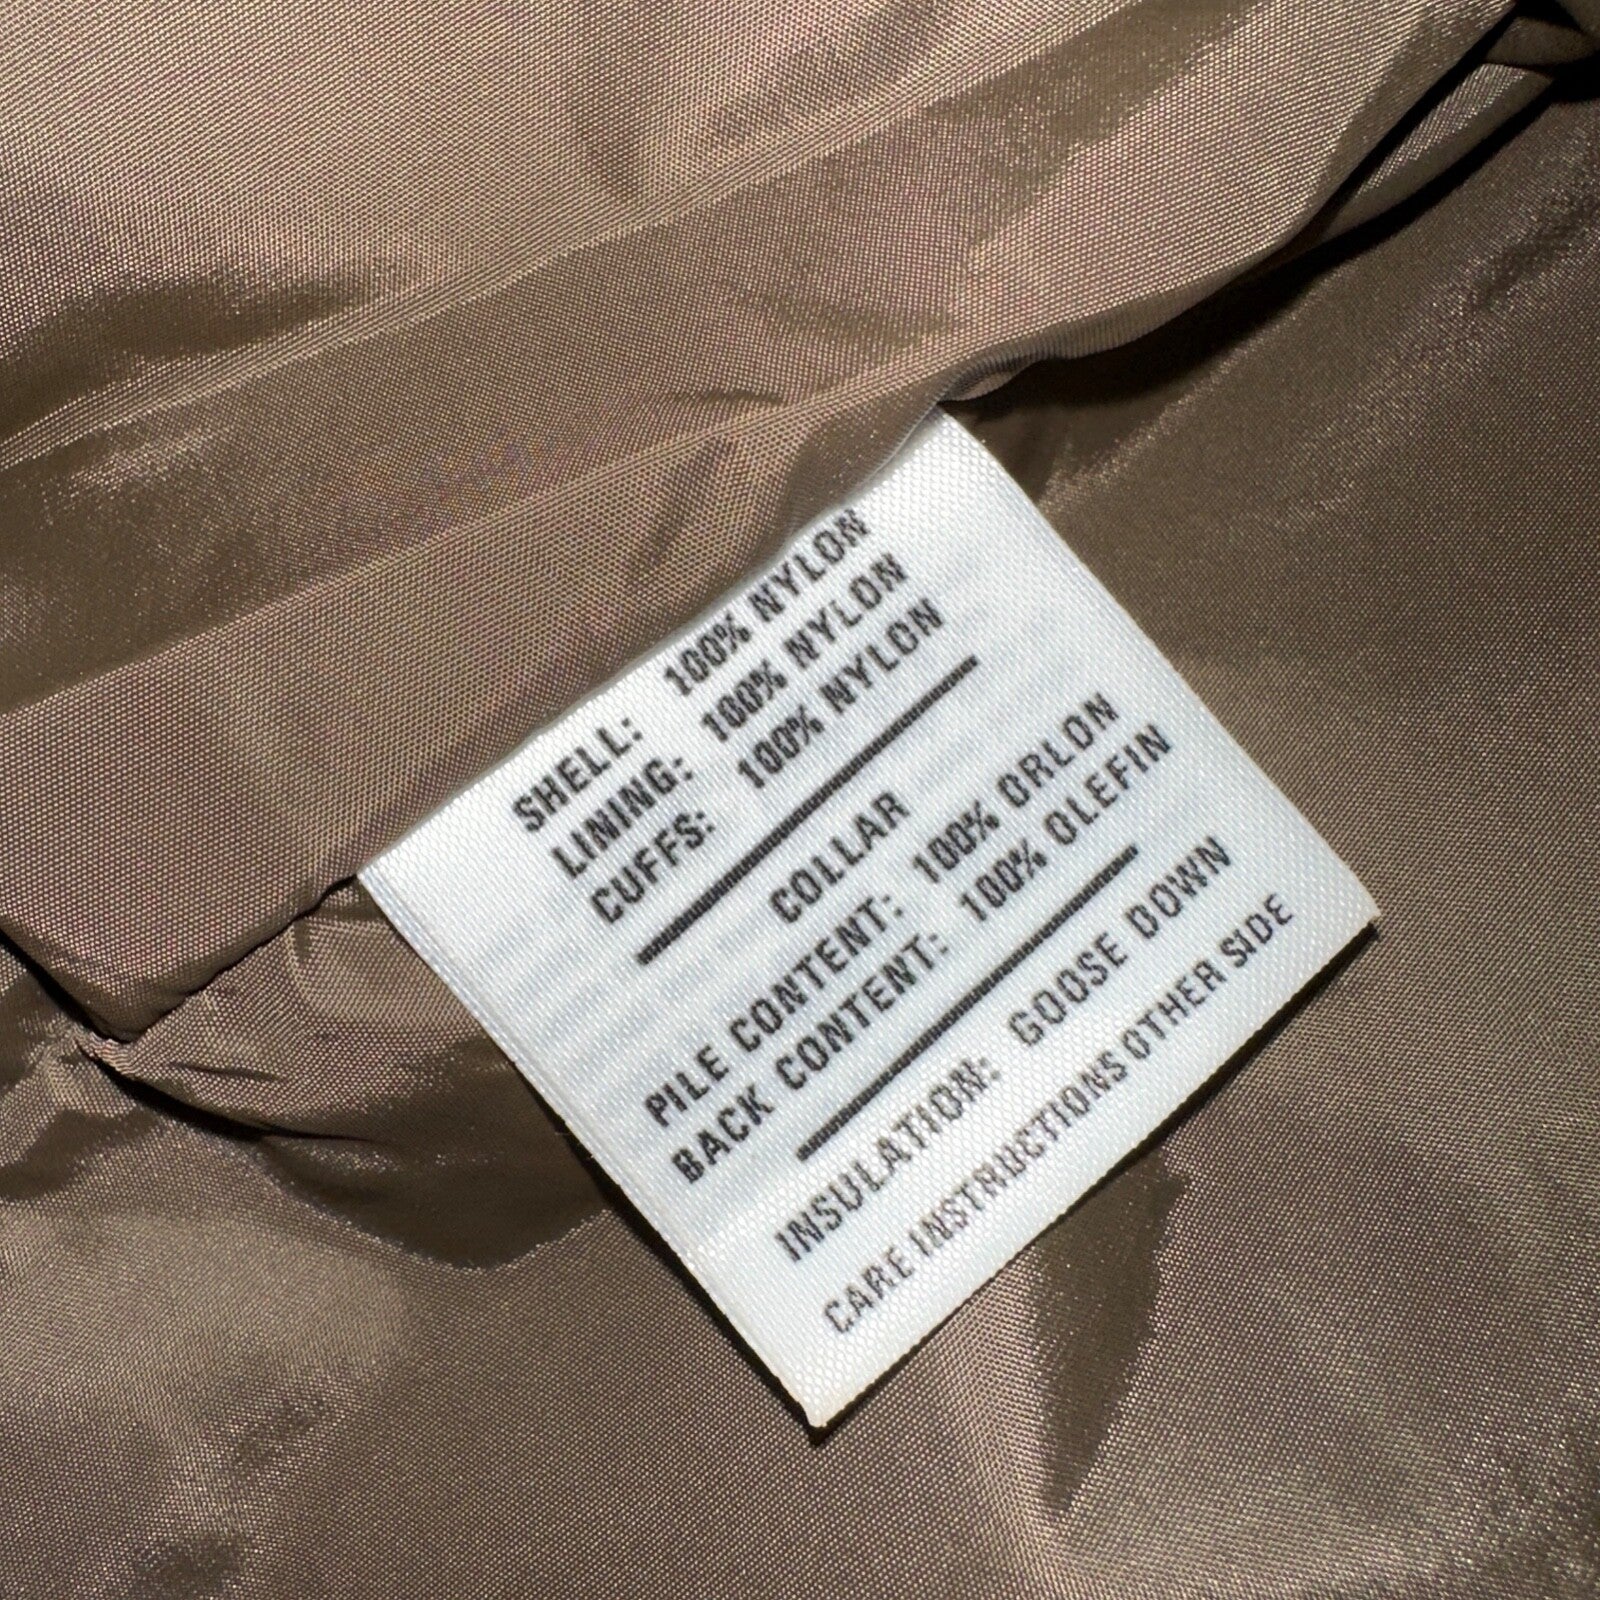 SHELL: 100% NYLON
LINING: 100% NYLON
CUFFS: 100% NYLON
COLLAR
PILE CONTENT: 100% ORLON
BACK CONTENT: 100% OLEFIN
INSULATION: GOOSE DOWN
CARE INSTRUCTIONS OTHER SIDE